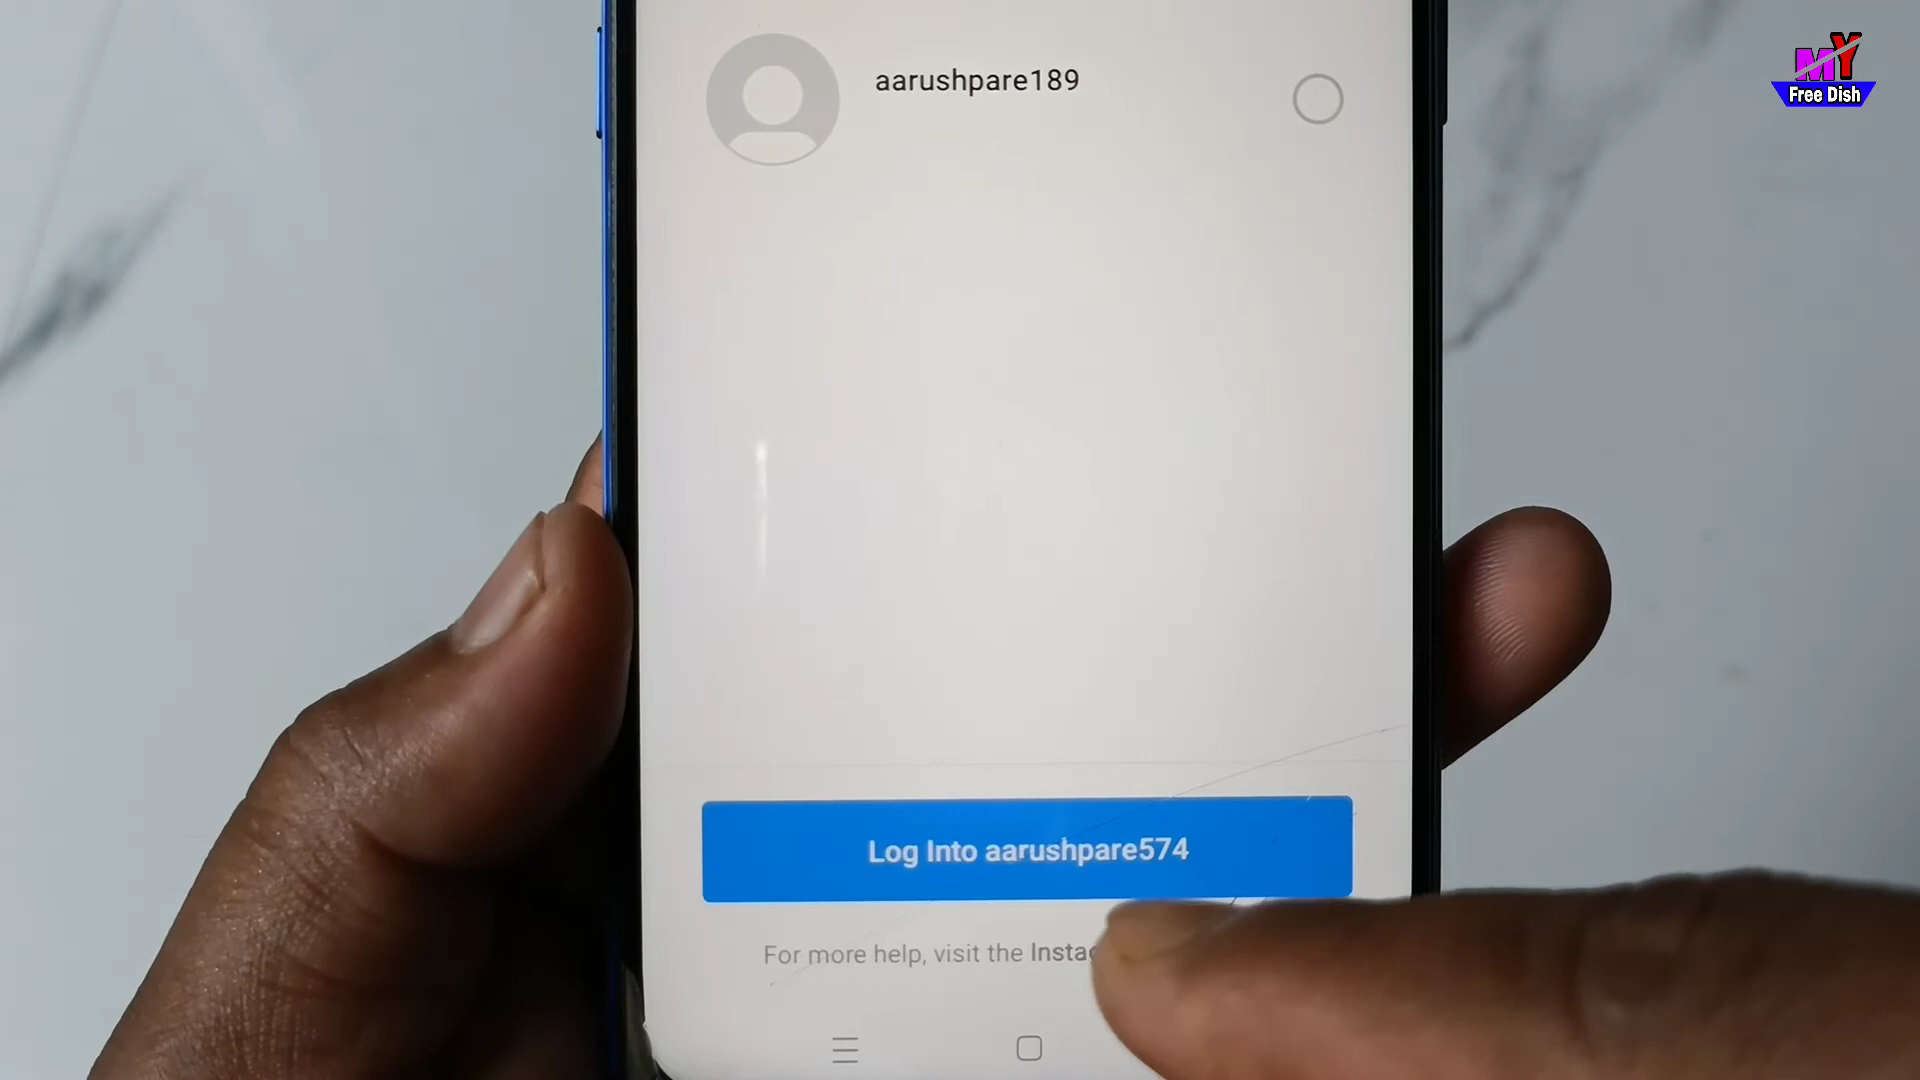 MY
Free Dish
aarushpare189
Log Into aarushpare574
For more help, visit the